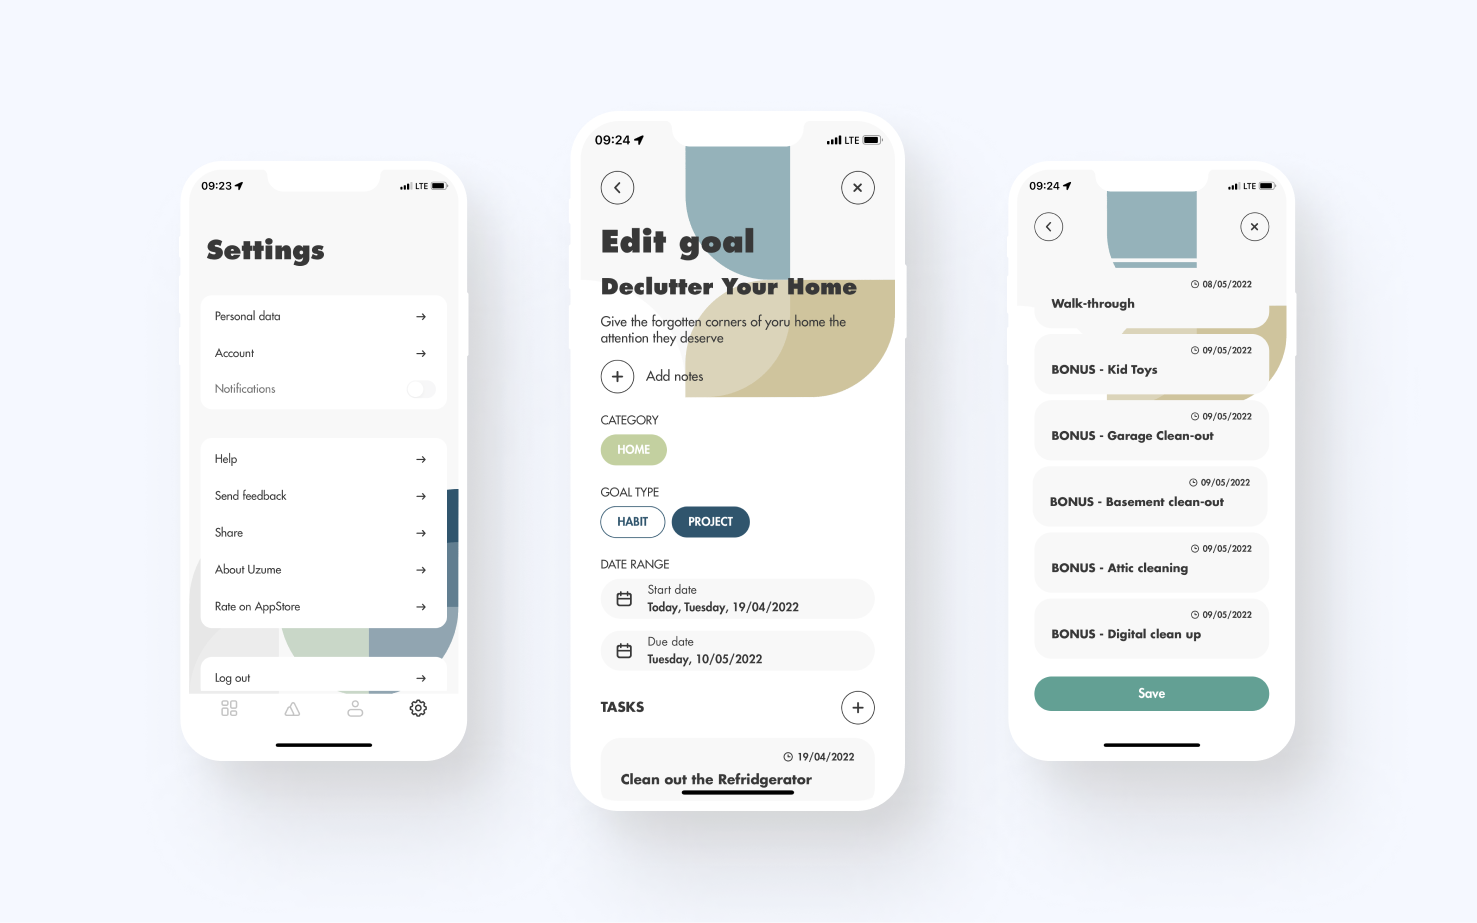 09:23
LTE
Settings
Personal data
Account
Notifications
Help
Send feedback
Share
About Uzume
Rate on AppStore
Log out
09:24
LTE
Edit goal
Declutter Your Home
Give the forgotten corners of yoru home the
attention they deserve
Add notes
CATEGORY
HOME
GOAL TYPE
HABIT PROJECT
DATE RANGE
Start date
Today, Tuesday, 19/04/2022
Due date
Tuesday, 10/05/2022
TASKS
19/04/2022
Clean out the Refridgerator
09:24
LTE
08/05/2022
Walk-through
09/05/2022
BONUS - Kid Toys
09/05/2022
BONUS - Garage Clean-out
09/05/2022
BONUS - Basement clean-out
09/05/2022
BONUS - Attic cleaning
09/05/2022
BONUS - Digital clean up
Save